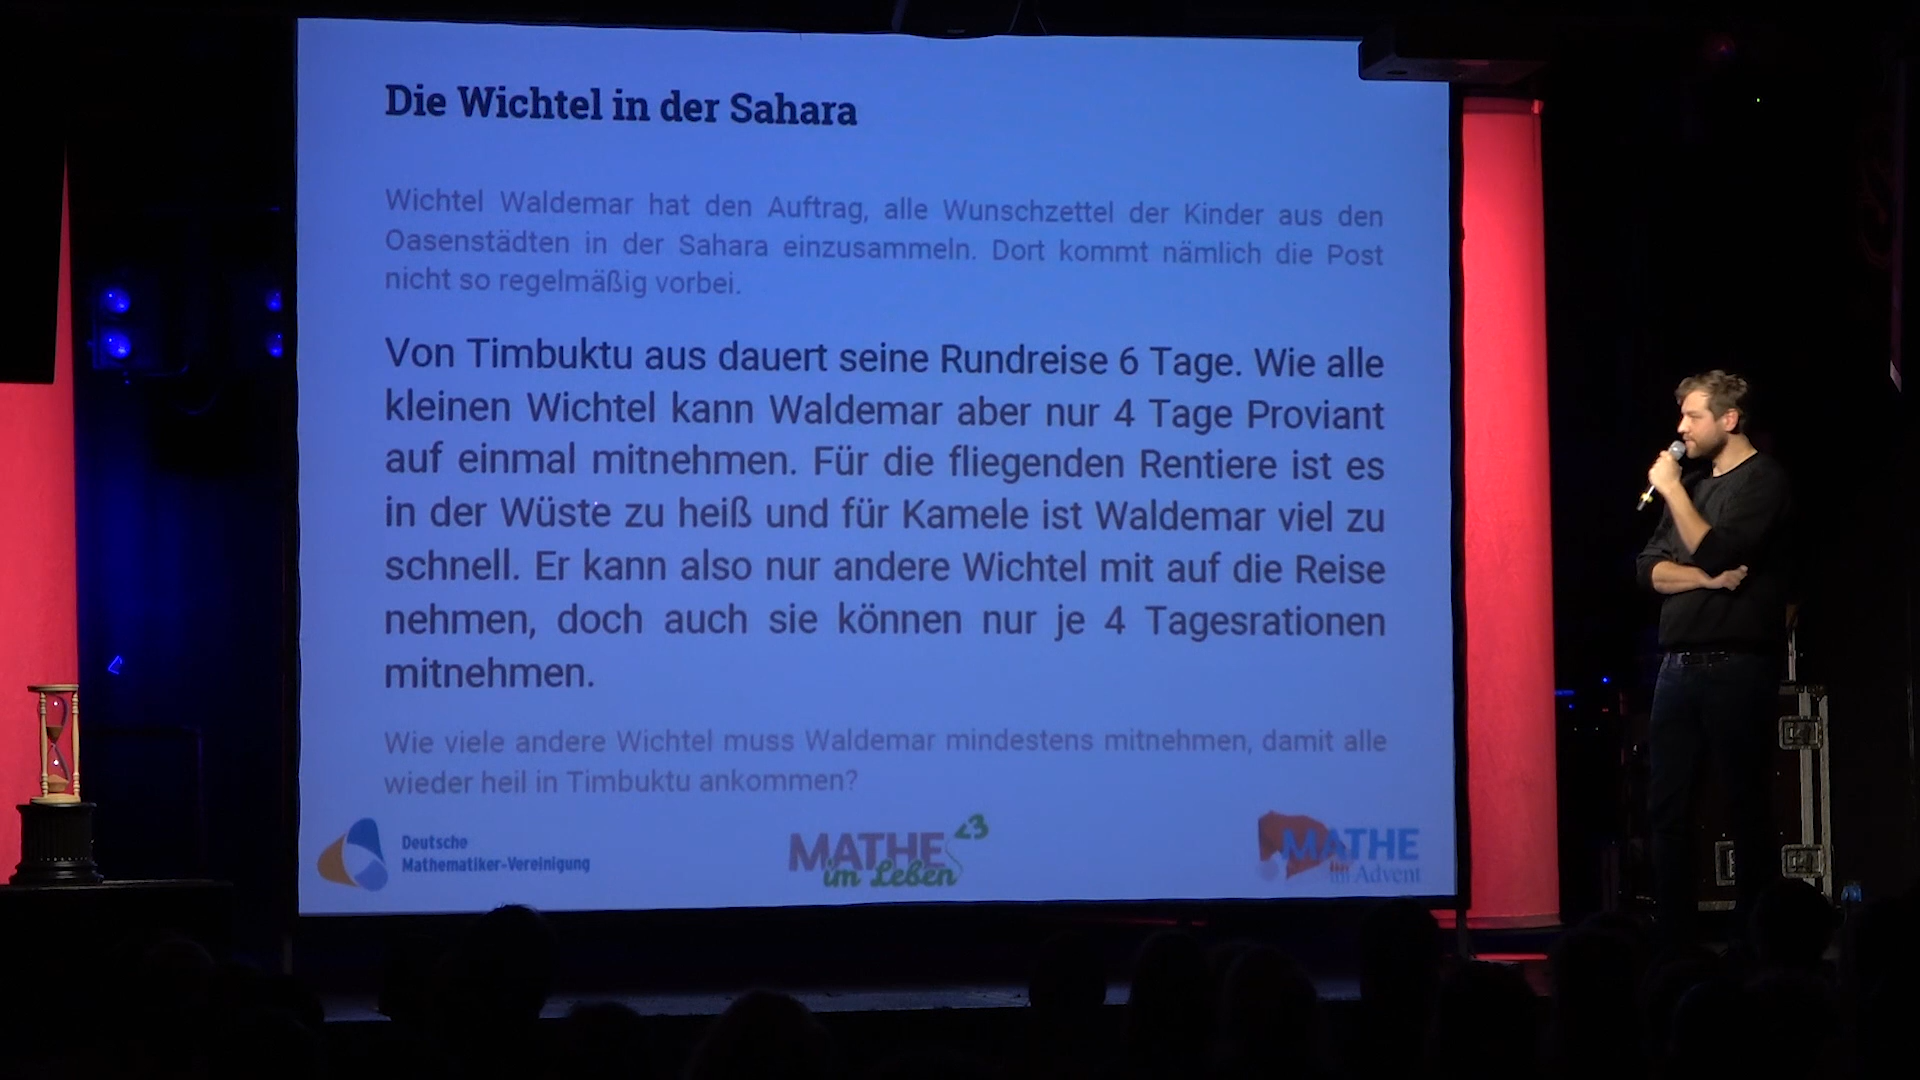 Die Wichtel in der Sahara
Wichtel Waldemar hat den Auftrag, alle Wunschzettel der Kinder aus den
Oasenstädten in der Sahara einzusammeln. Dort kommt nämlich die Post
nicht so regelmäßig vorbei.
Von Timbuktu aus dauert seine Rundreise 6 Tage. Wie alle
kleinen Wichtel kann Waldemar aber nur 4 Tage Proviant
auf einmal mitnehmen. Für die fliegenden Rentiere ist es
in der Wüste zu heiß und für Kamele ist Waldemar viel zu
schnell. Er kann also nur andere Wichtel mit auf die Reise
nehmen, doch auch sie können nur je 4 Tagesrationen
mitnehmen.
Wie viele andere Wichtel muss Waldemar mindestens mitnehmen, damit alle
wieder heil in Timbuktu ankommen?
Deutsche
Mathematiker-Vereinigung
MATHE <3
im Leben
MATHE
im Advent